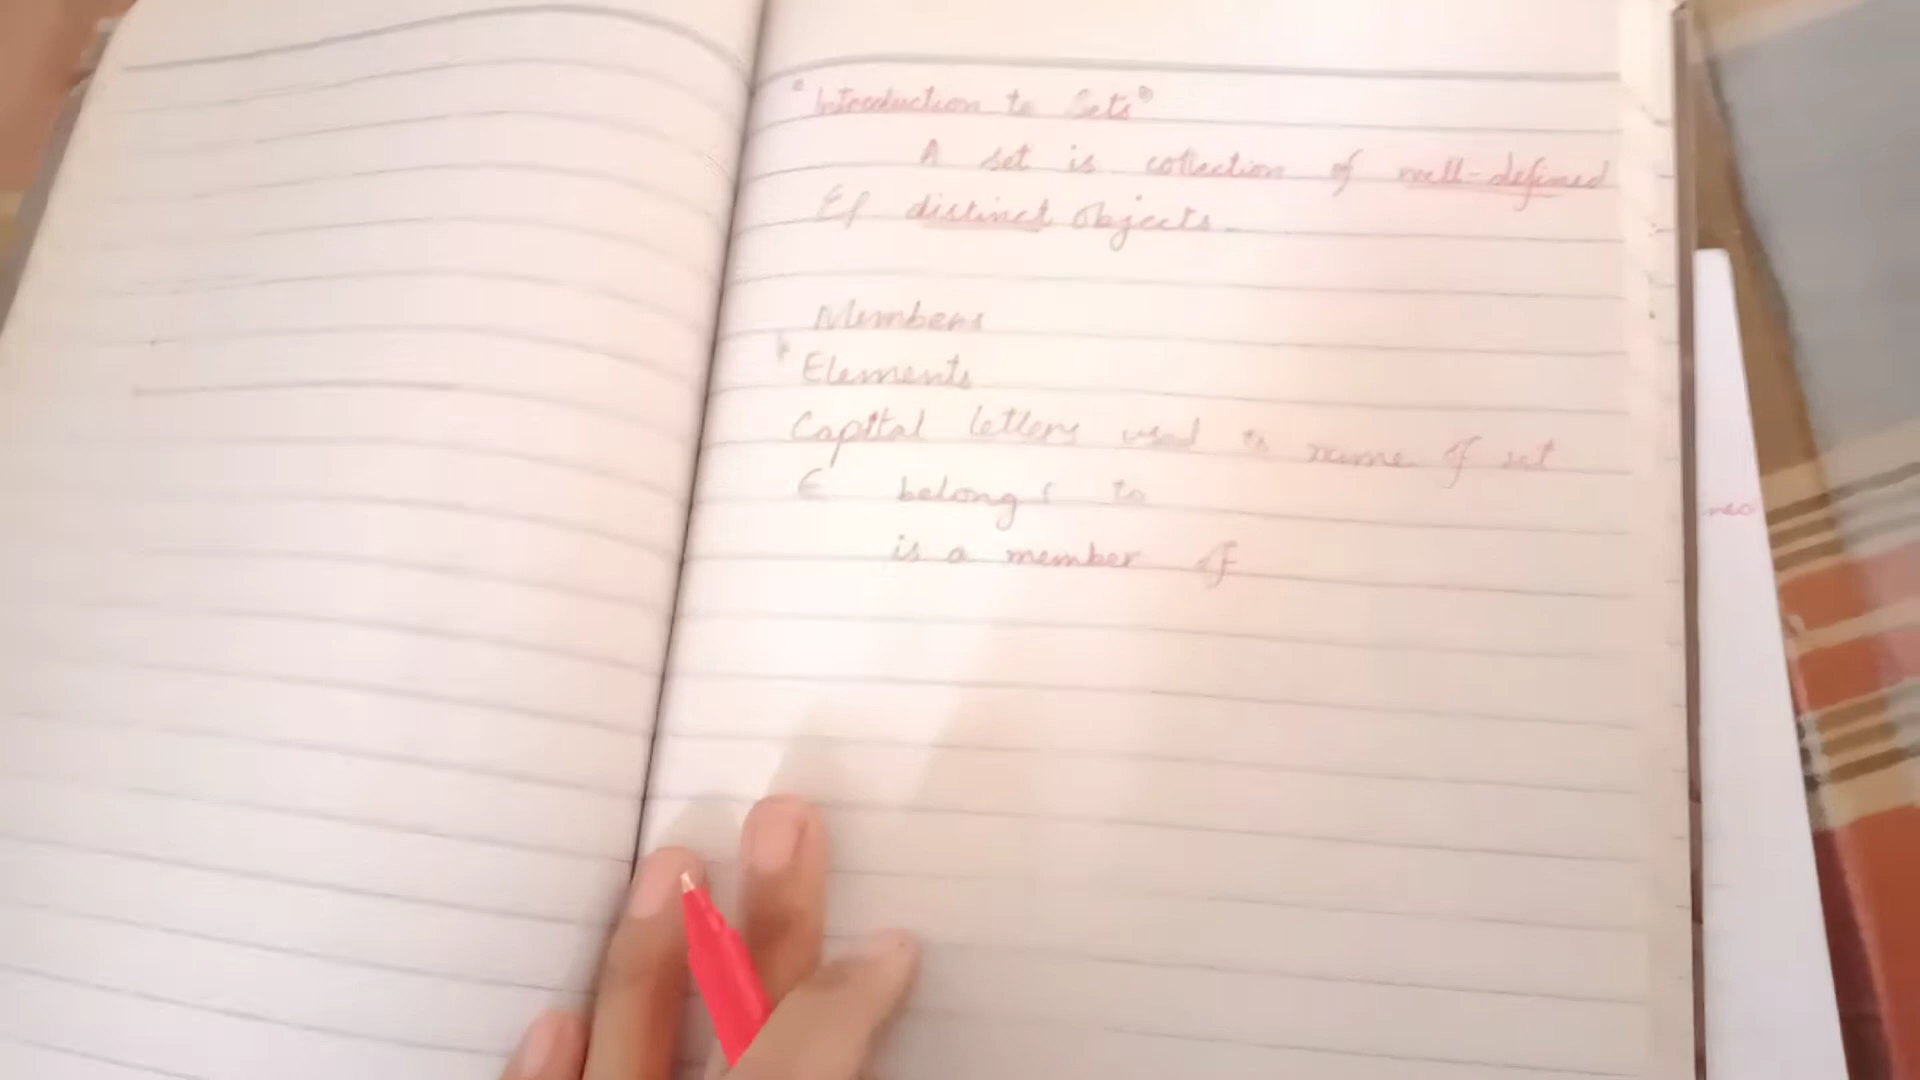 "Introduction to Sets"
A set is collection of well-defined
& distinct objects.
Members
Elements
Capital letters used to name of set
∈ belongs to
is a member of